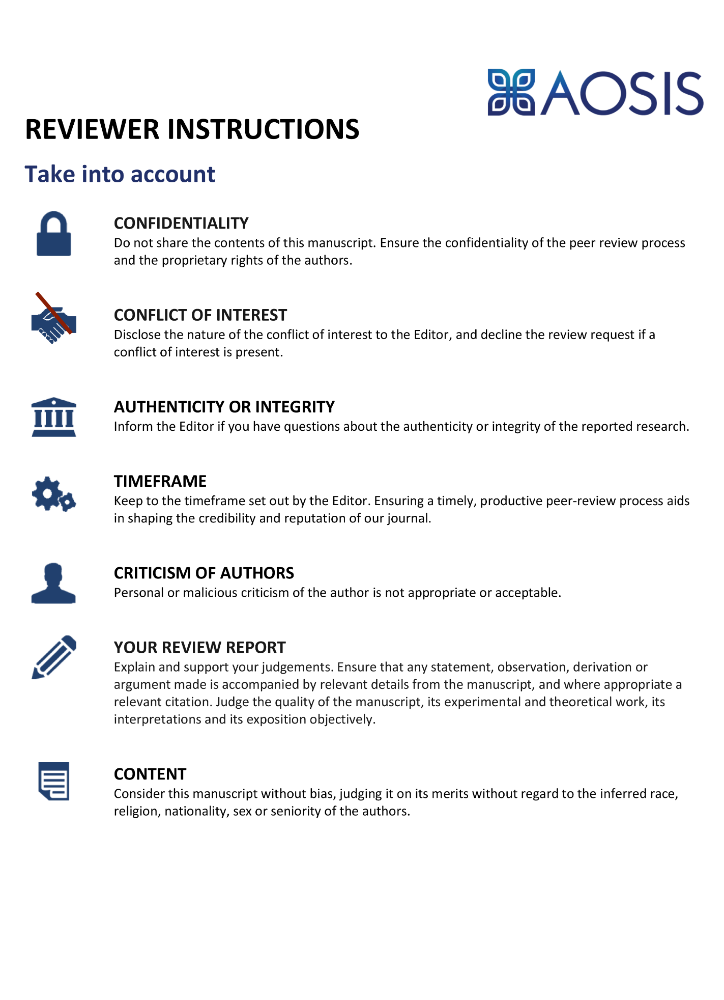 AOSIS
REVIEWER INSTRUCTIONS
Take into account
CONFIDENTIALITY
Do not share the contents of this manuscript. Ensure the confidentiality of the peer review process
and the proprietary rights of the authors.
CONFLICT OF INTEREST
Disclose the nature of the conflict of interest to the Editor, and decline the review request if a
conflict of interest is present.
AUTHENTICITY OR INTEGRITY
Inform the Editor if you have questions about the authenticity or integrity of the reported research.
TIMEFRAME
Keep to the timeframe set out by the Editor. Ensuring a timely, productive peer-review process aids
in shaping the credibility and reputation of our journal.
CRITICISM OF AUTHORS
Personal or malicious criticism of the author is not appropriate or acceptable.
YOUR REVIEW REPORT
Explain and support your judgements. Ensure that any statement, observation, derivation or
argument made is accompanied by relevant details from the manuscript, and where appropriate a
relevant citation. Judge the quality of the manuscript, its experimental and theoretical work, its
interpretations and its exposition objectively.
CONTENT
Consider this manuscript without bias, judging it on its merits without regard to the inferred race,
religion, nationality, sex or seniority of the authors.